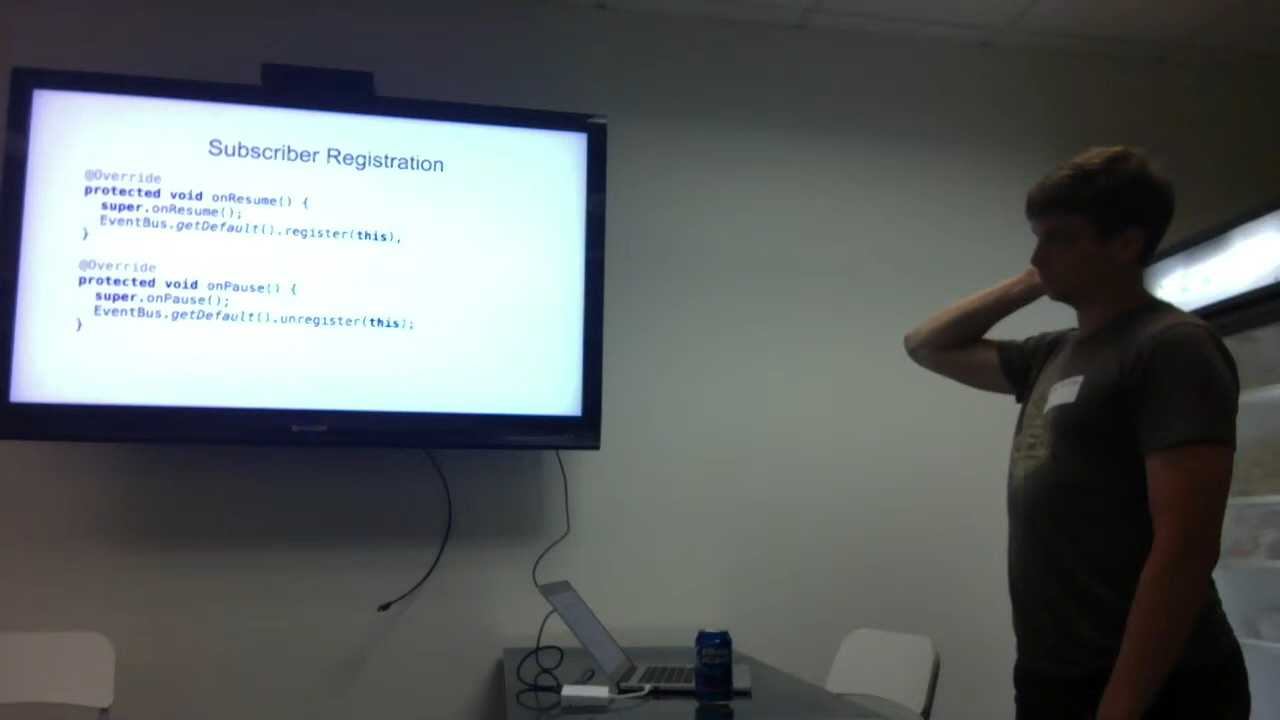 Subscriber Registration
@Override
protected void onResume() {
super.onResume();
EventBus.getDefault().register(this),
}
@Override
protected void onPause() {
super.onPause();
EventBus.getDefault().unregister(this);
}